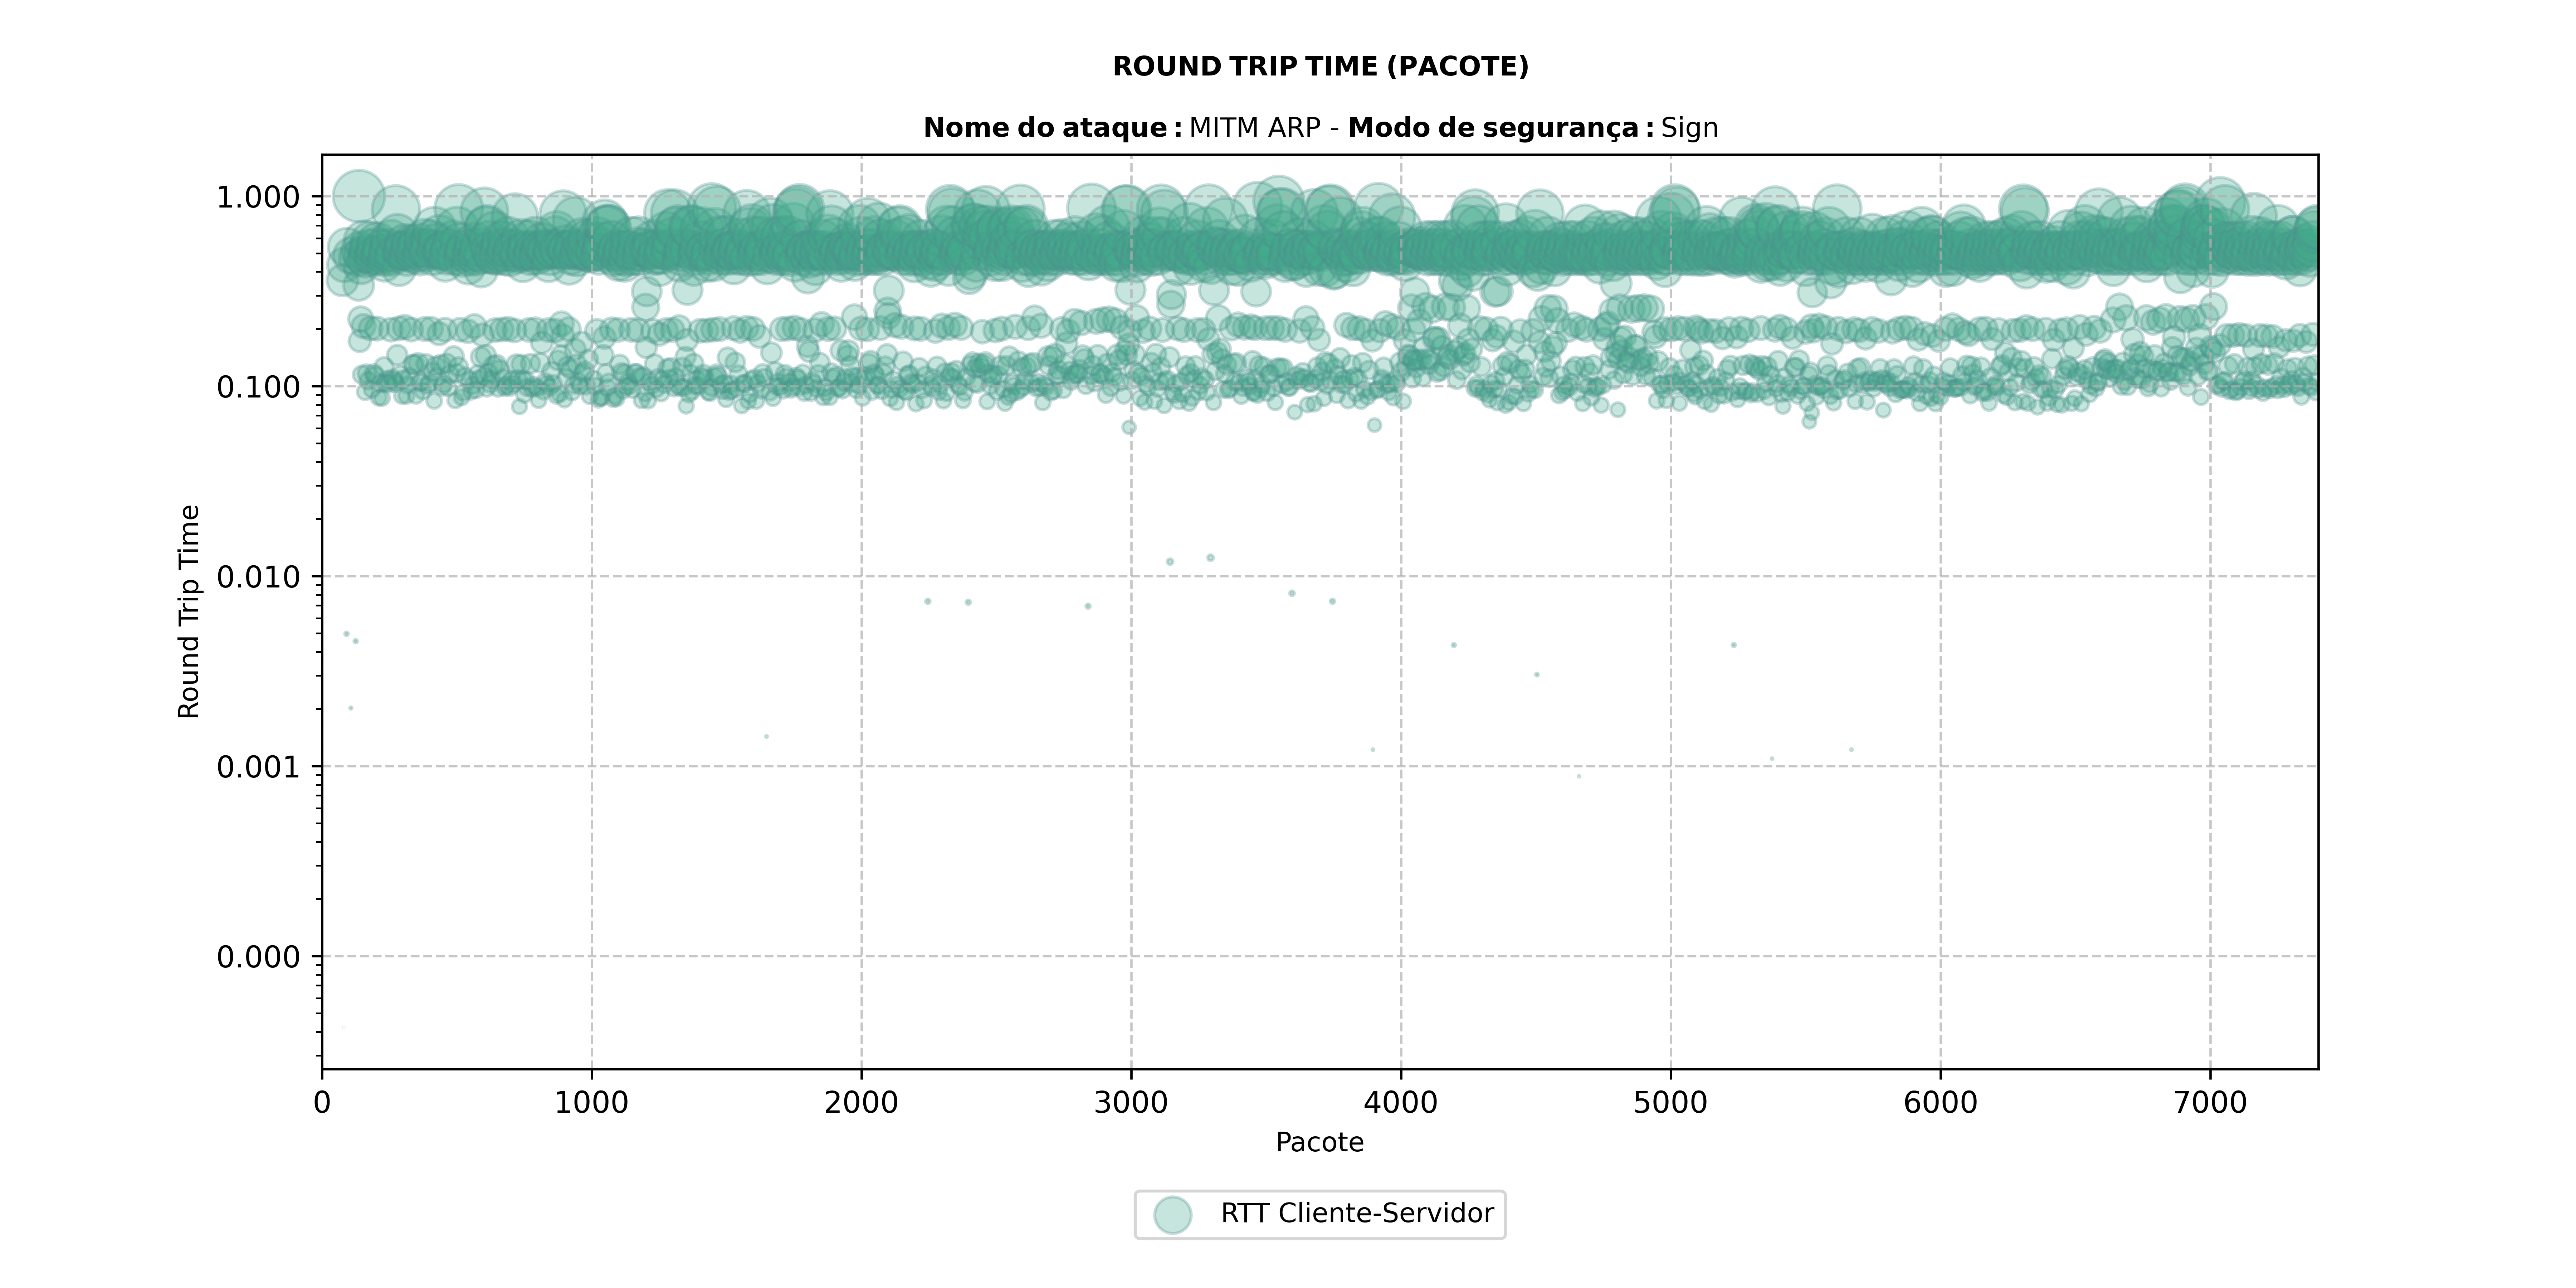 ROUND TRIP TIME (PACOTE)
Nome do ataque : MITM ARP - Modo de segurança : Sign
1.000
0.100
0.010
0.001
0.000
Round Trip Time
0 1000 2000 3000 4000 5000 6000 7000
Pacote
RTT Cliente-Servidor